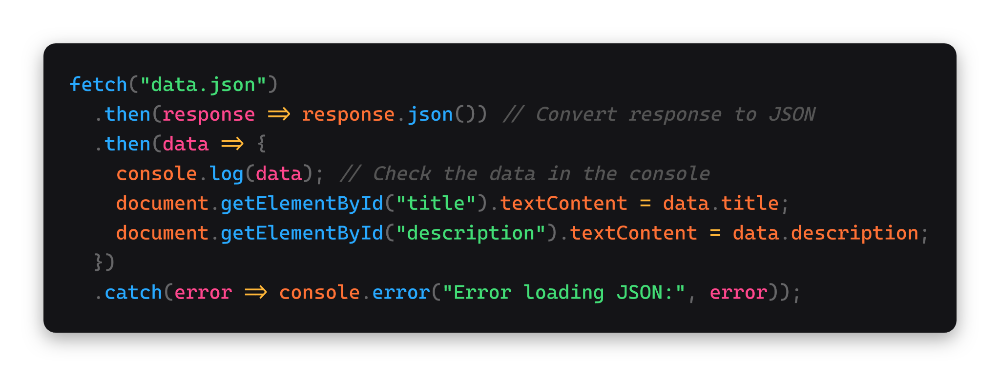 fetch("data.json")
  .then(response => response.json()) // Convert response to JSON
  .then(data => {
    console.log(data); // Check the data in the console
    document.getElementById("title").textContent = data.title;
    document.getElementById("description").textContent = data.description;
  })
  .catch(error => console.error("Error loading JSON:", error));